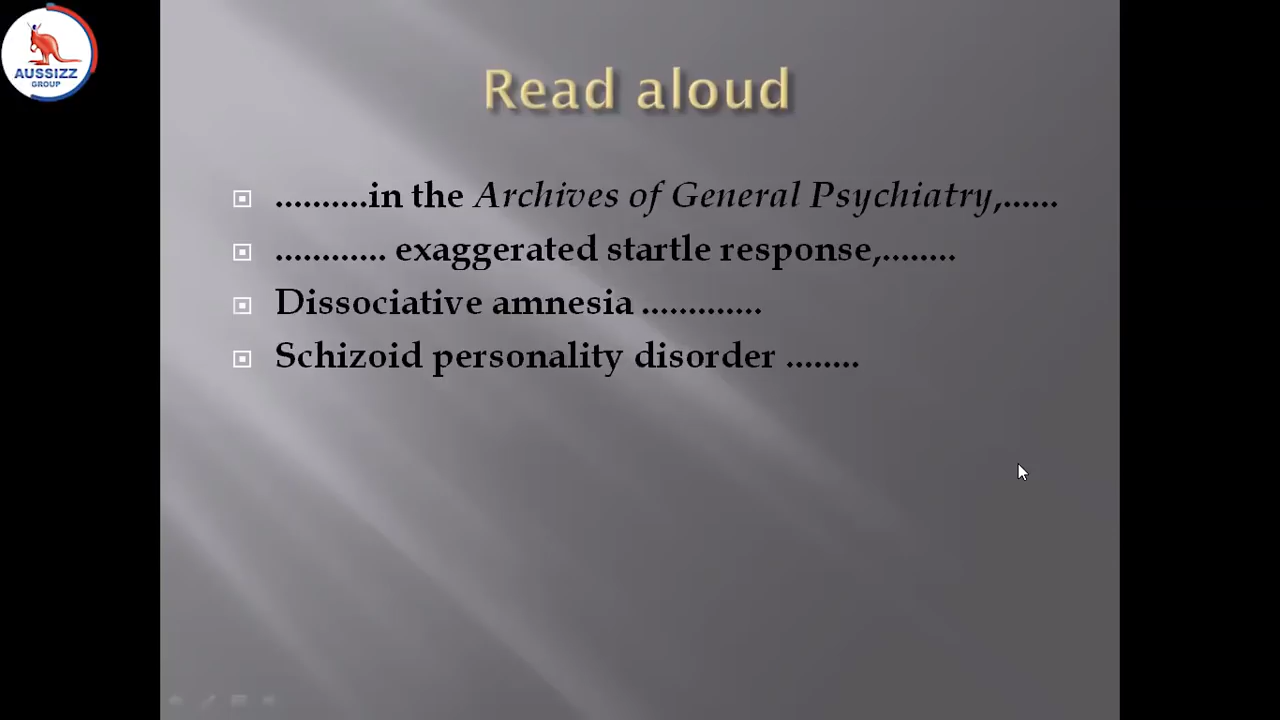 AUSSIZZ
GROUP
Read aloud
..........in the Archives of General Psychiatry,......
............ exaggerated startle response,........
Dissociative amnesia .............
Schizoid personality disorder ........